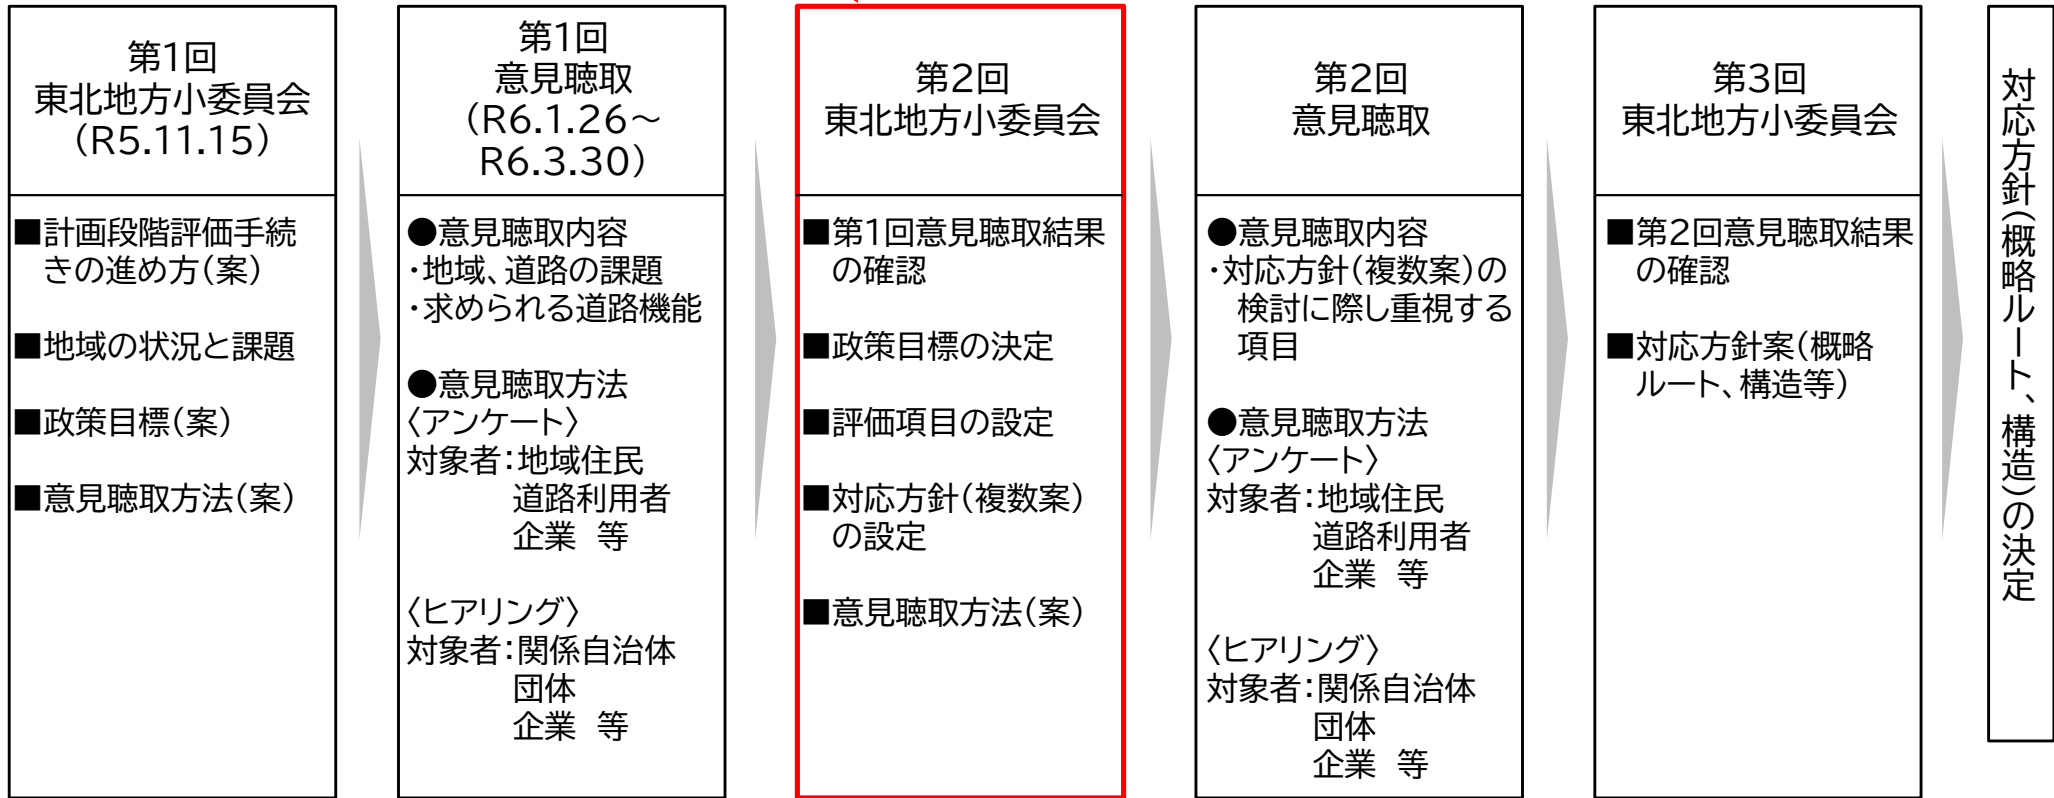 第1回
東北地方小委員会
(R5.11.15)
■計画段階評価手続
きの進め方(案)
■地域の状況と課題
■政策目標(案)
■意見聴取方法(案)
第1回
意見聴取
(R6.1.26～
R6.3.30)
●意見聴取内容
・地域、道路の課題
・求められる道路機能
●意見聴取方法
〈アンケート〉
対象者：地域住民
道路利用者
企業　等
〈ヒアリング〉
対象者：関係自治体
団体
企業　等
第2回
東北地方小委員会
■第1回意見聴取結果
の確認
■政策目標の決定
■評価項目の設定
■対応方針(複数案)
の設定
■意見聴取方法(案)
第2回
意見聴取
●意見聴取内容
・対応方針(複数案)の
検討に際し重視する
項目
●意見聴取方法
〈アンケート〉
対象者：地域住民
道路利用者
企業　等
〈ヒアリング〉
対象者：関係自治体
団体
企業　等
第3回
東北地方小委員会
■第2回意見聴取結果
の確認
■対応方針案(概略
ルート、構造等)
対応方針(概略ルート、構造)の決定